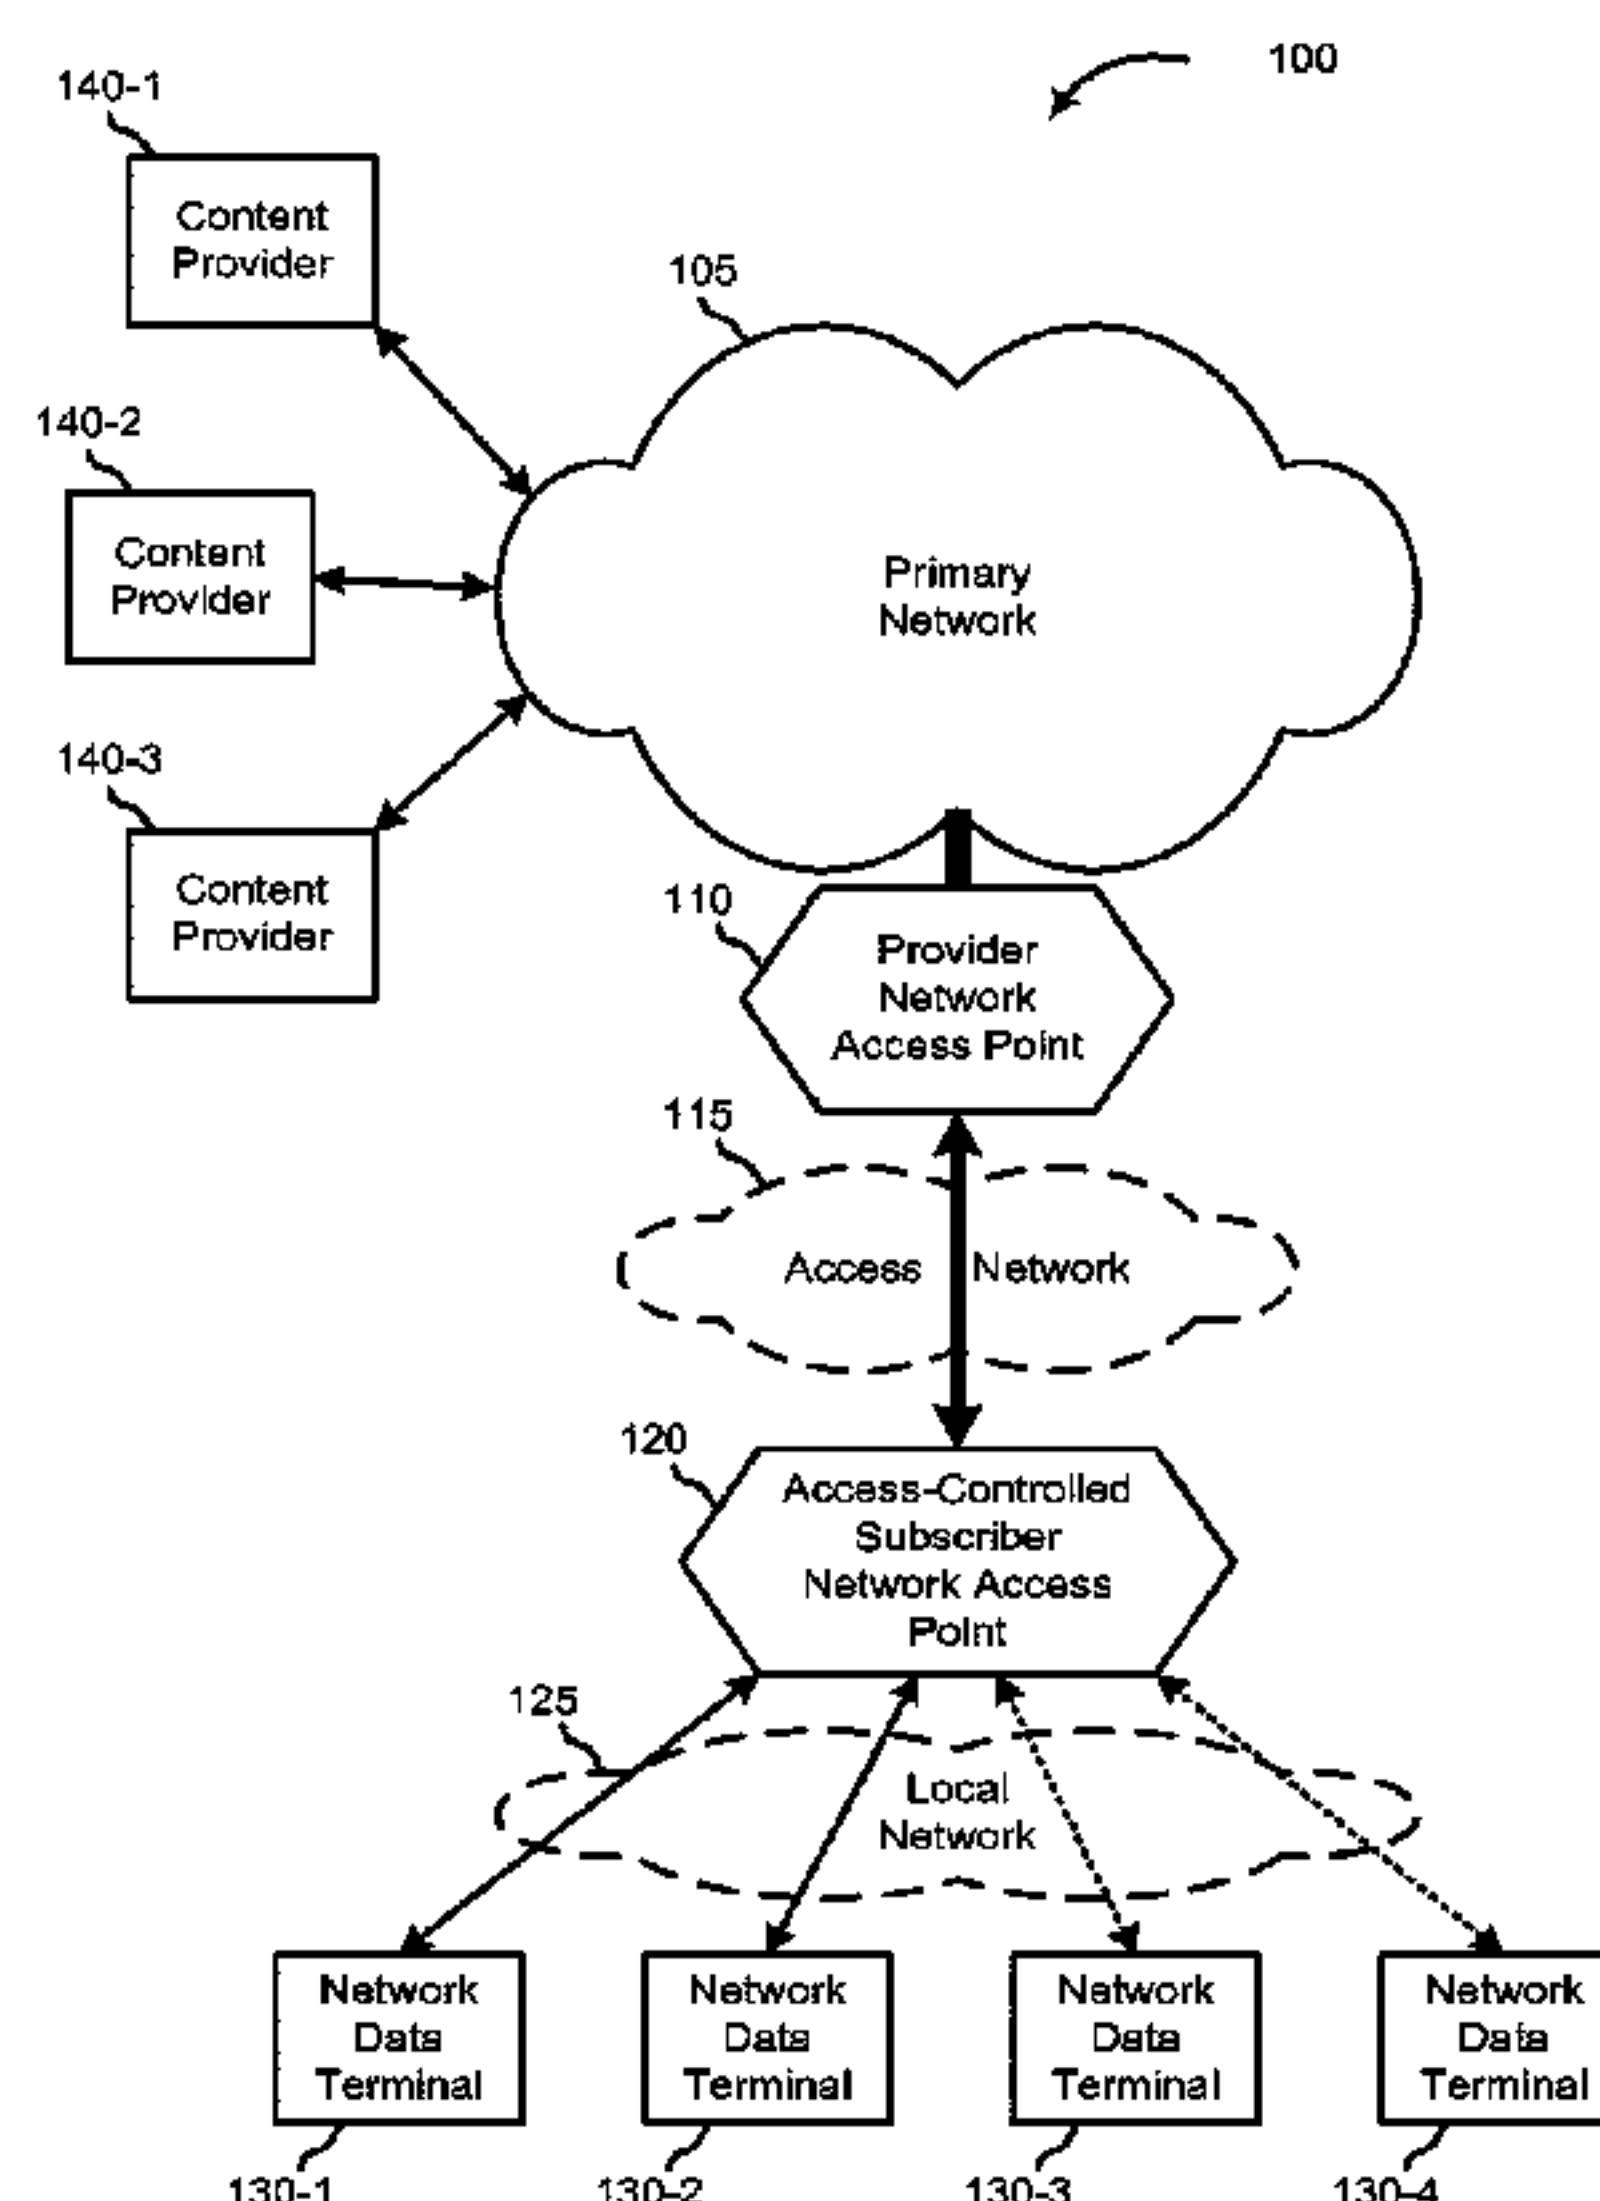 100
140-1
Content
Provider
105
140-2
Content
Provider
Primary
Network
140-3
Content
Provider
110
Provider
Network
Access Point
115
Access Network
120
Access-Controlled
Subscriber
Network Access
Point
125
Local
Network
Network
Data
Terminal
Network
Data
Terminal
Network
Data
Terminal
Network
Data
Terminal
130-1
130-2
130-3
130-4